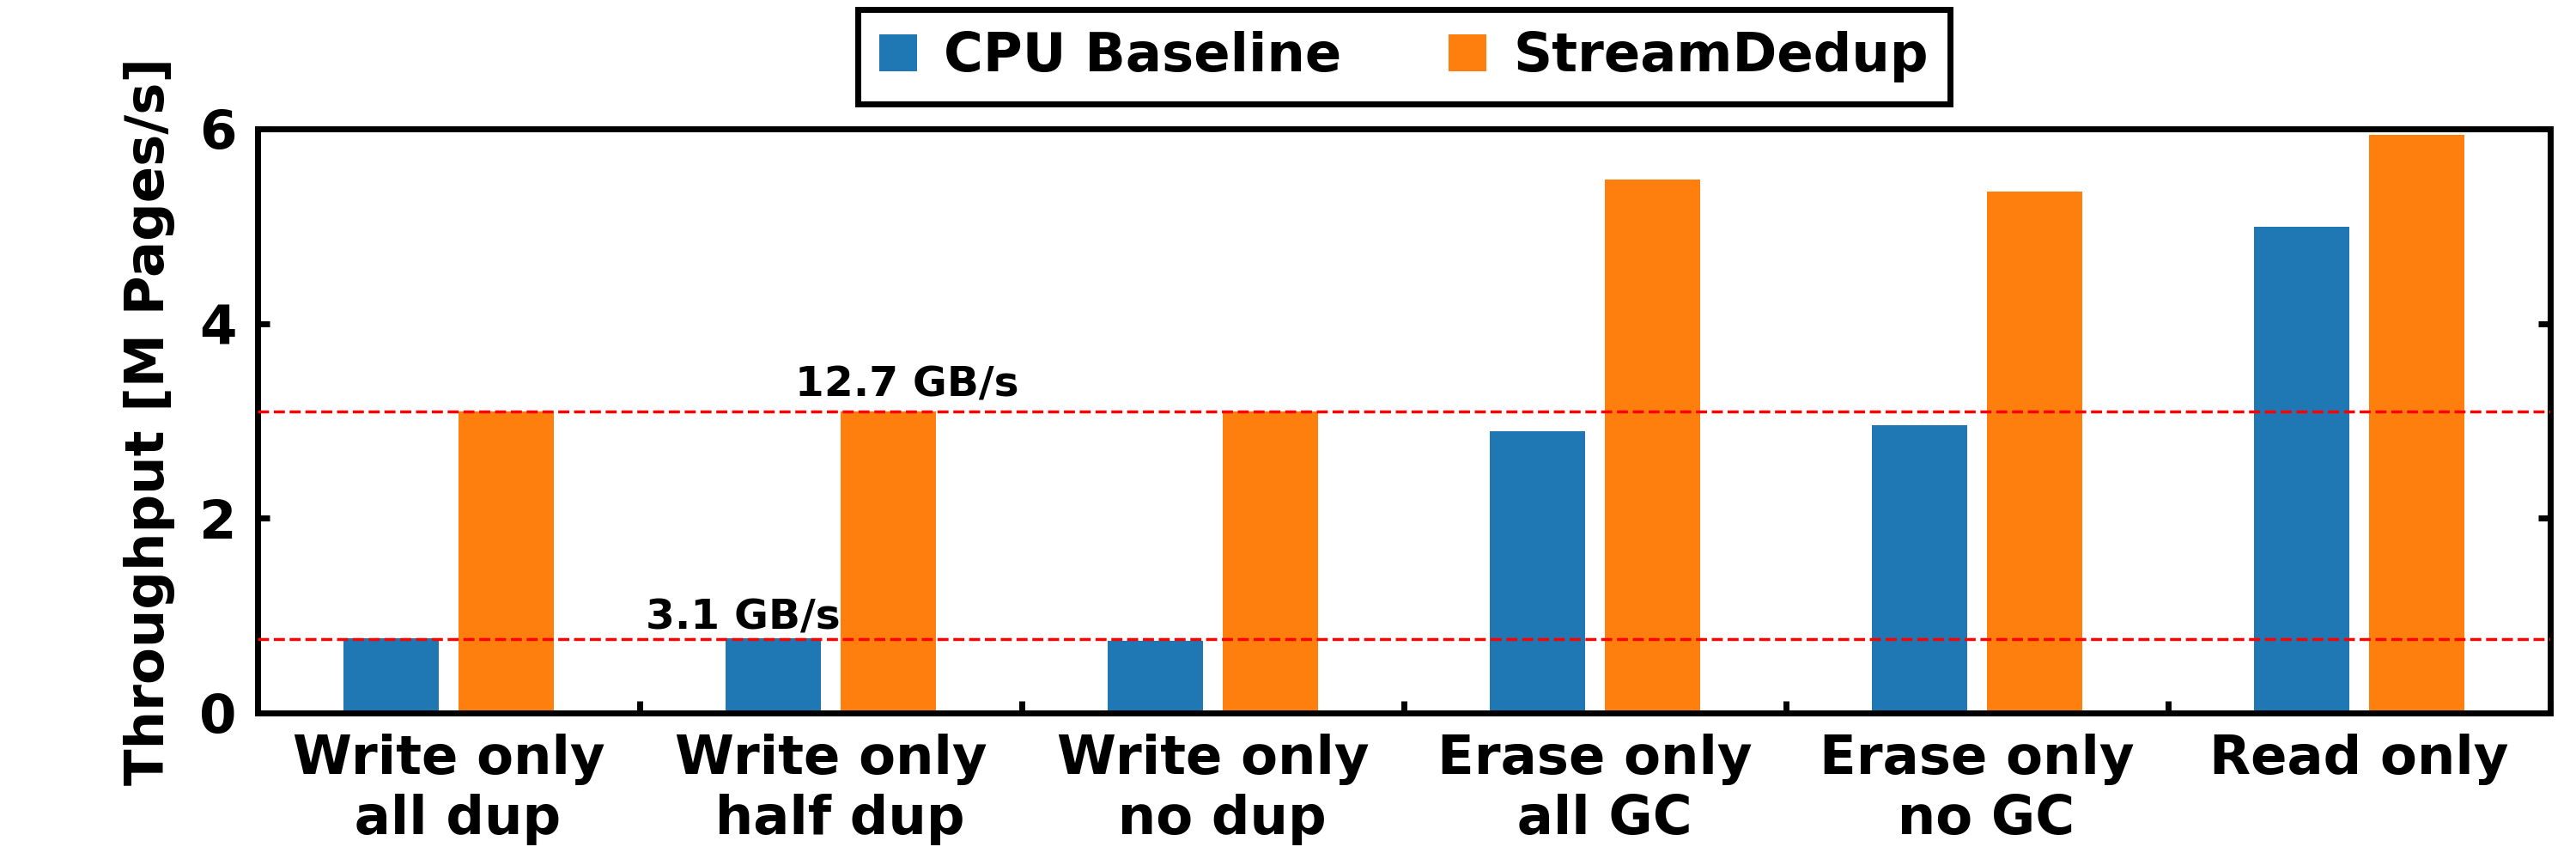 CPU Baseline
StreamDedup
Throughput [M Pages/s]
6
4
2
0
12.7 GB/s
3.1 GB/s
Write only
all dup
Write only
half dup
Write only
no dup
Erase only
all GC
Erase only
no GC
Read only